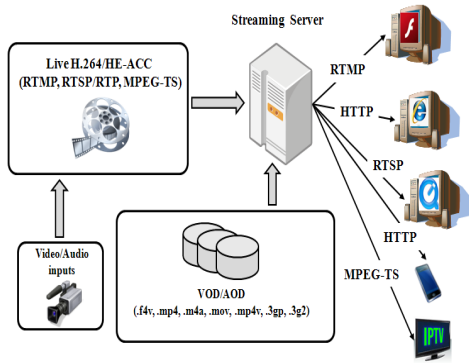 Streaming Server
Live H.264/HE-ACC
(RTMP, RTSP/RTP, MPEG-TS)
RTMP
HTTP
RTSP
HTTP
MPEG-TS
Video/Audio
inputs
VOD/AOD
(.f4v, .mp4, .m4a, .mov, .mp4v, .3gp, .3g2)
IPTV